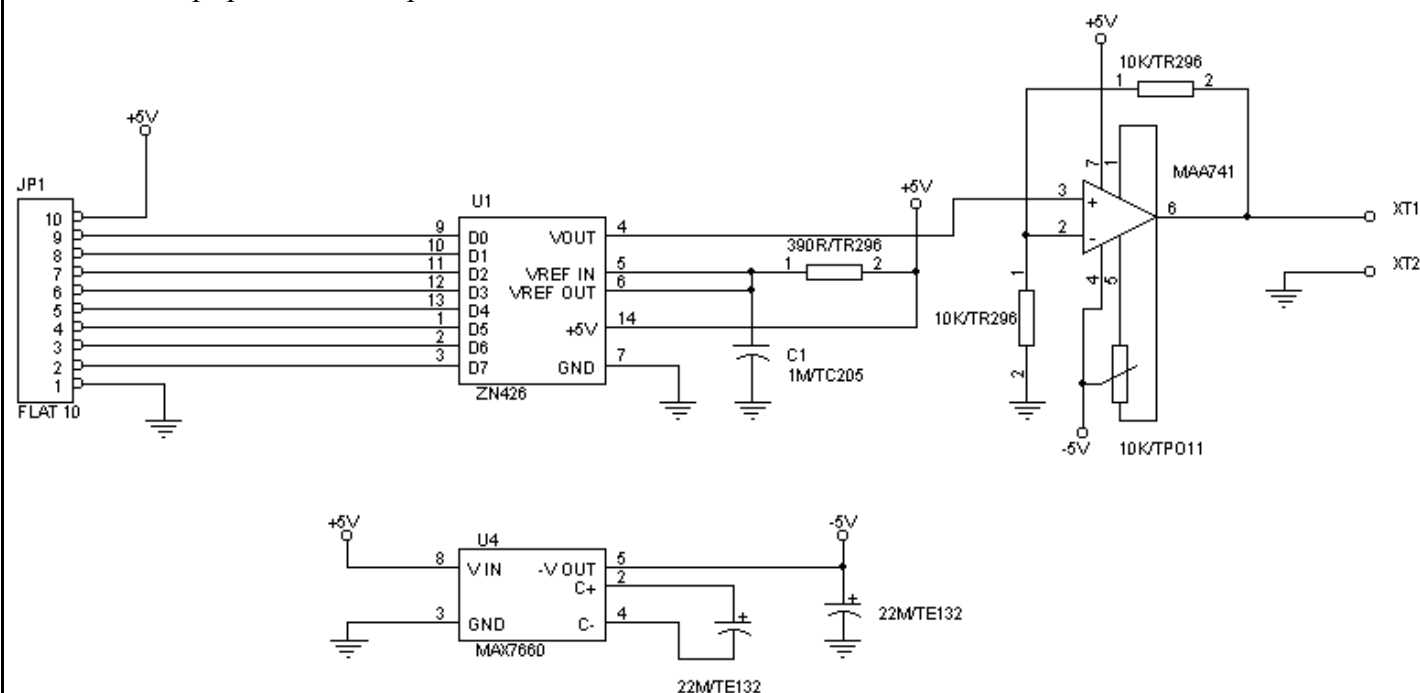 +5V
10K/TR296
1 2
+5V
JP1
10
9
8
7
6
5
4
3
2
1
FLAT 10
U1
9 D0
10 D1
11 D2
12 D3
13 D4
1 D5
2 D6
3 D7
VOUT 4
VREF IN 5
VREF OUT 6
+5V 14
GND 7
ZN426
+5V
390R/TR296
1 2
C1
1M/TC205
7 1
MAA741
3 +
2 -
6
4 5
XT1
XT2
1
10K/TR296
2
-5V
10K/TP011
+5V
U4
8 VIN
3 GND
-VOUT 5
C+ 2
C- 4
MAX7660
-5V
+
22M/TE132
+
22M/TE132